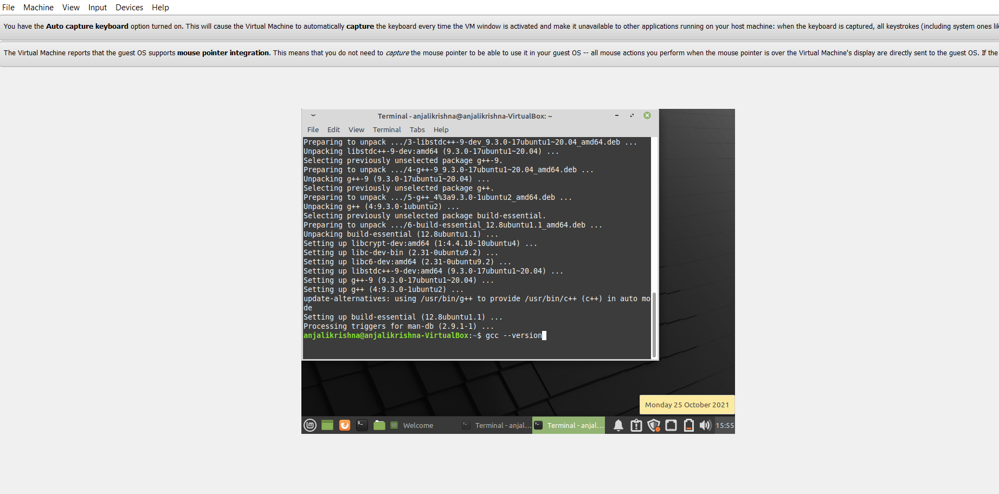 File Machine View Input Devices Help
You have the Auto capture keyboard option turned on. This will cause the Virtual Machine to automatically capture the keyboard every time the VM window is activated and make it unavailable to other applications running on your host machine: when the keyboard is captured, all keystrokes (including system ones lik
The Virtual Machine reports that the guest OS supports mouse pointer integration. This means that you do not need to capture the mouse pointer to be able to use it in your guest OS -- all mouse actions you perform when the mouse pointer is over the Virtual Machine's display are directly sent to the guest OS. If the
Terminal - anjalikrishna@anjalikrishna-VirtualBox: ~
File Edit View Terminal Tabs Help
Preparing to unpack .../3-libstdc++-9-dev_9.3.0-17ubuntu1~20.04_amd64.deb ...
Unpacking libstdc++-9-dev:amd64 (9.3.0-17ubuntu1~20.04) ...
Selecting previously unselected package g++-9.
Preparing to unpack .../4-g++-9_9.3.0-17ubuntu1~20.04_amd64.deb ...
Unpacking g++-9 (9.3.0-17ubuntu1~20.04) ...
Selecting previously unselected package g++.
Preparing to unpack .../5-g++_4%3a9.3.0-1ubuntu2_amd64.deb ...
Unpacking g++ (4:9.3.0-1ubuntu2) ...
Selecting previously unselected package build-essential.
Preparing to unpack .../6-build-essential_12.8ubuntu1.1_amd64.deb ...
Unpacking build-essential (12.8ubuntu1.1) ...
Setting up libcrypt-dev:amd64 (1:4.4.10-10ubuntu4) ...
Setting up libc-dev-bin (2.31-0ubuntu9.2) ...
Setting up libc6-dev:amd64 (2.31-0ubuntu9.2) ...
Setting up libstdc++-9-dev:amd64 (9.3.0-17ubuntu1~20.04) ...
Setting up g++-9 (9.3.0-17ubuntu1~20.04) ...
Setting up g++ (4:9.3.0-1ubuntu2) ...
update-alternatives: using /usr/bin/g++ to provide /usr/bin/c++ (c++) in auto mo
de
Setting up build-essential (12.8ubuntu1.1) ...
Processing triggers for man-db (2.9.1-1) ...
anjalikrishna@anjalikrishna-VirtualBox:~$ gcc --version
Monday 25 October 2021
Welcome Terminal - anjal... Terminal - anjal... 15:55